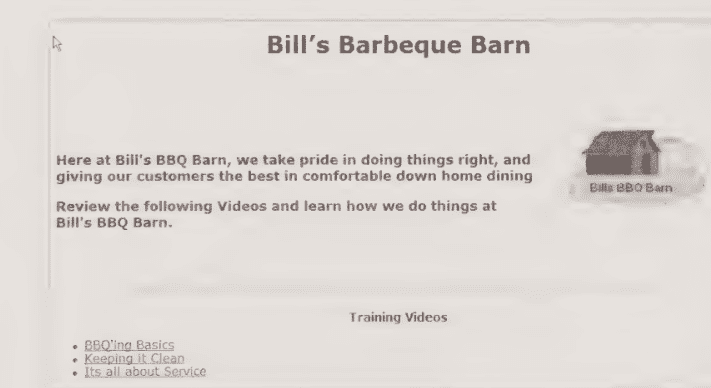 Bill's Barbeque Barn
Here at Bill's BBQ Barn, we take pride in doing things right, and
giving our customers the best in comfortable down home dining
Bills BBQ Barn
Review the following Videos and learn how we do things at
Bill's BBQ Barn.
Training Videos
BBQ'ing Basics
Keeping it Clean
Its all about Service